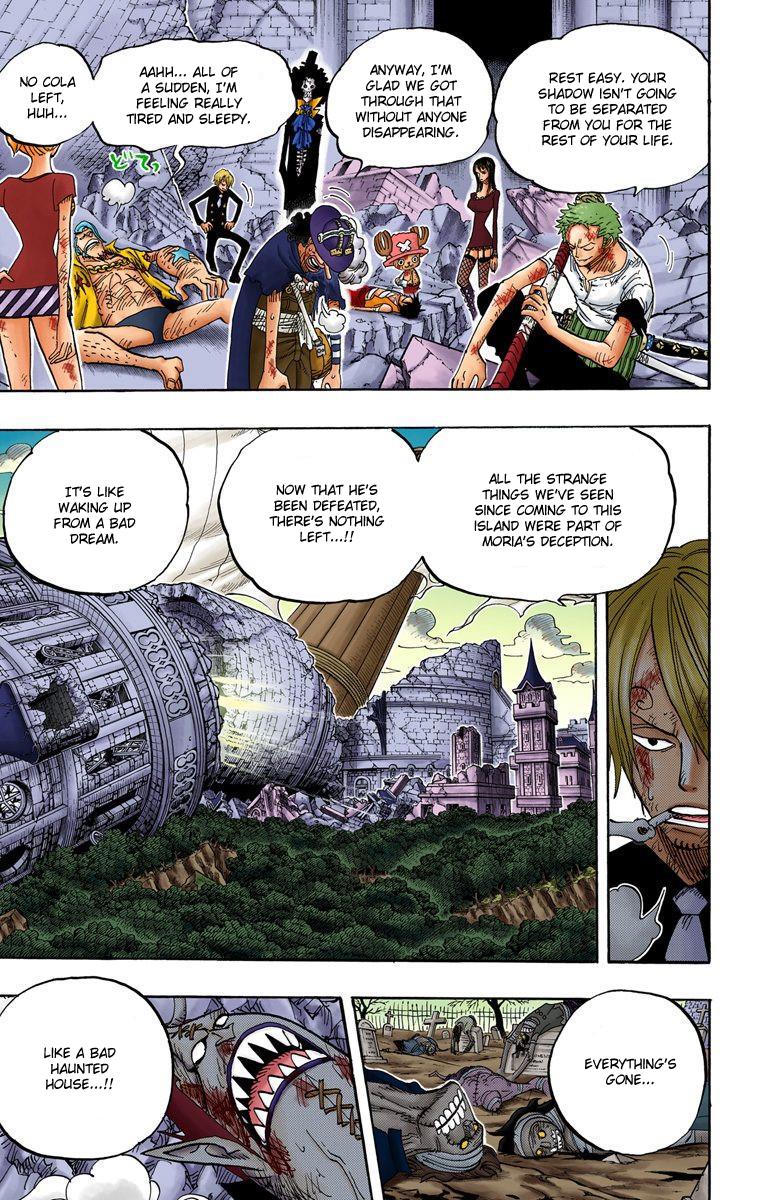 REST EASY. YOUR
SHADOW ISN'T GOING
TO BE SEPARATED
FROM YOU FOR THE
REST OF YOUR LIFE.
ANYWAY, I'M
GLAD WE GOT
THROUGH THAT
WITHOUT ANYONE
DISAPPEARING.
AAHH... ALL OF
A SUDDEN, I'M
FEELING REALLY
TIRED AND SLEEPY.
NO COLA
LEFT,
HUH...
どてっ
ALL THE STRANGE
THINGS WE'VE SEEN
SINCE COMING TO THIS
ISLAND WERE PART OF
MORIA'S DECEPTION.
NOW THAT HE'S
BEEN DEFEATED,
THERE'S NOTHING
LEFT...!!
IT'S LIKE
WAKING UP
FROM A BAD
DREAM.
EVERYTHING'S
GONE...
LIKE A BAD
HAUNTED
HOUSE...!!